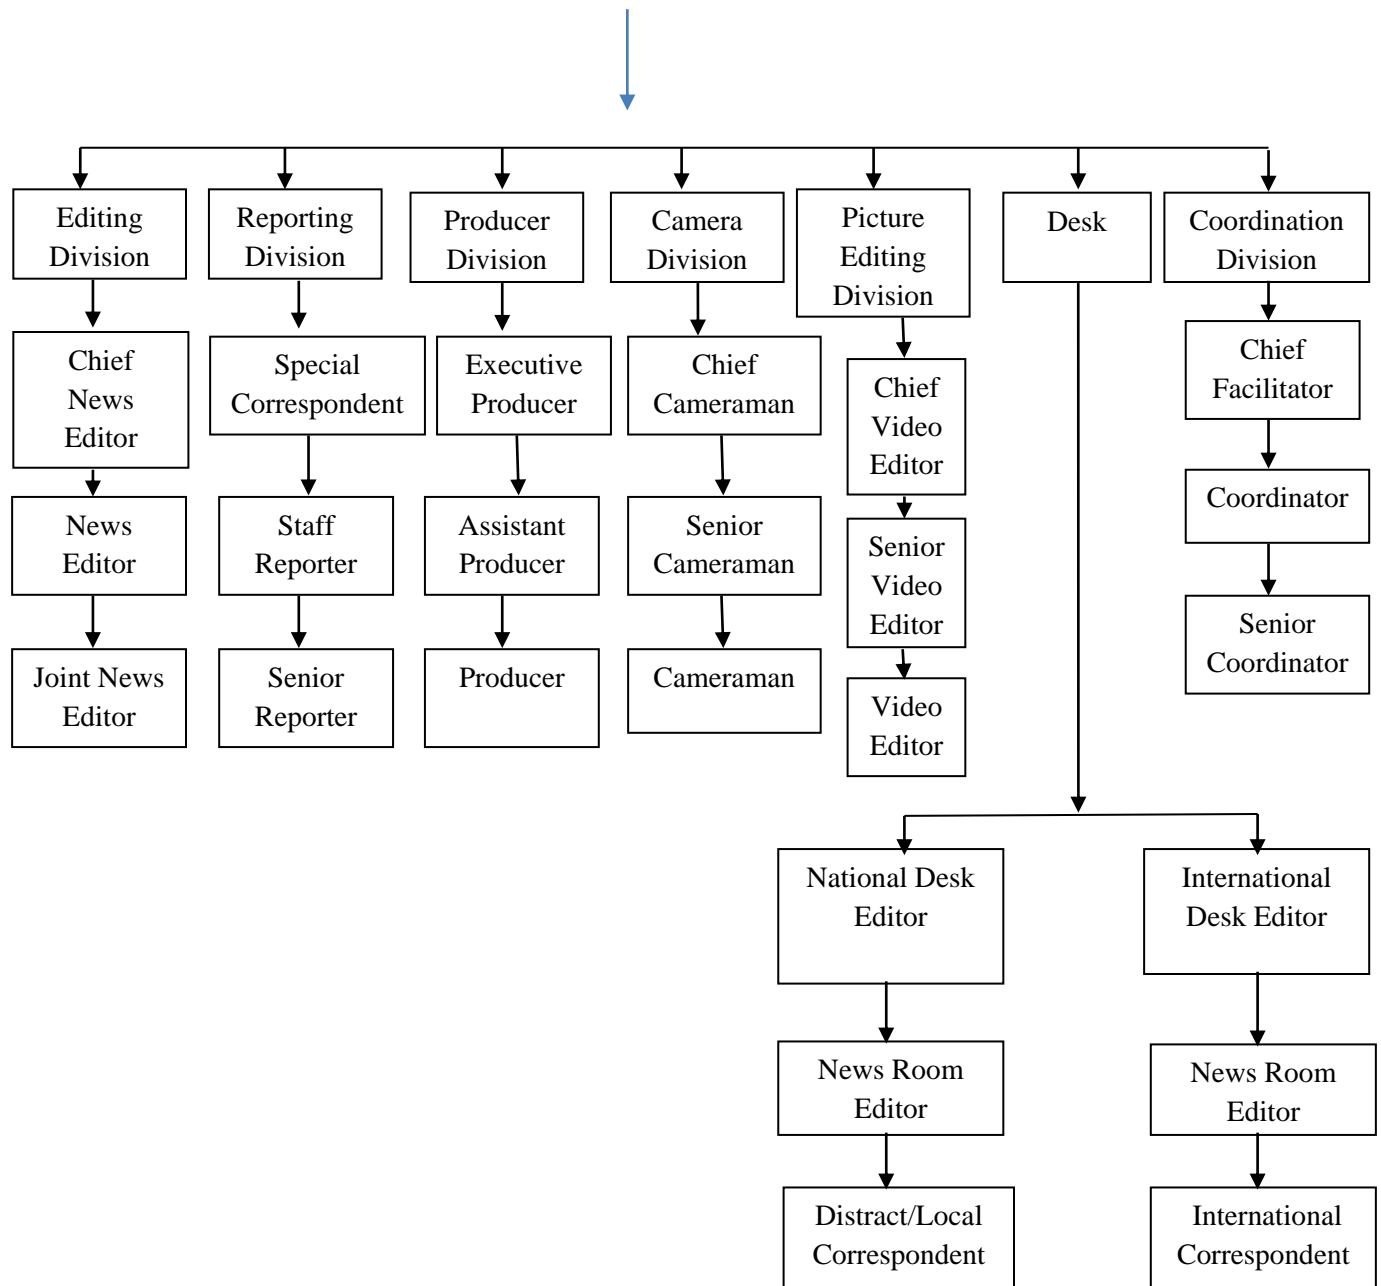 Editing
Division
Reporting
Division
Producer
Division
Camera
Division
Picture
Editing
Division
Desk
Coordination
Division
Chief
News
Editor
Special
Correspondent
Executive
Producer
Chief
Cameraman
Chief
Video
Editor
Chief
Facilitator
News
Editor
Staff
Reporter
Assistant
Producer
Senior
Cameraman
Senior
Video
Editor
Coordinator
Joint News
Editor
Senior
Reporter
Producer
Cameraman
Video
Editor
Senior
Coordinator
National Desk
Editor
International
Desk Editor
News Room
Editor
News Room
Editor
Distract/Local
Correspondent
International
Correspondent